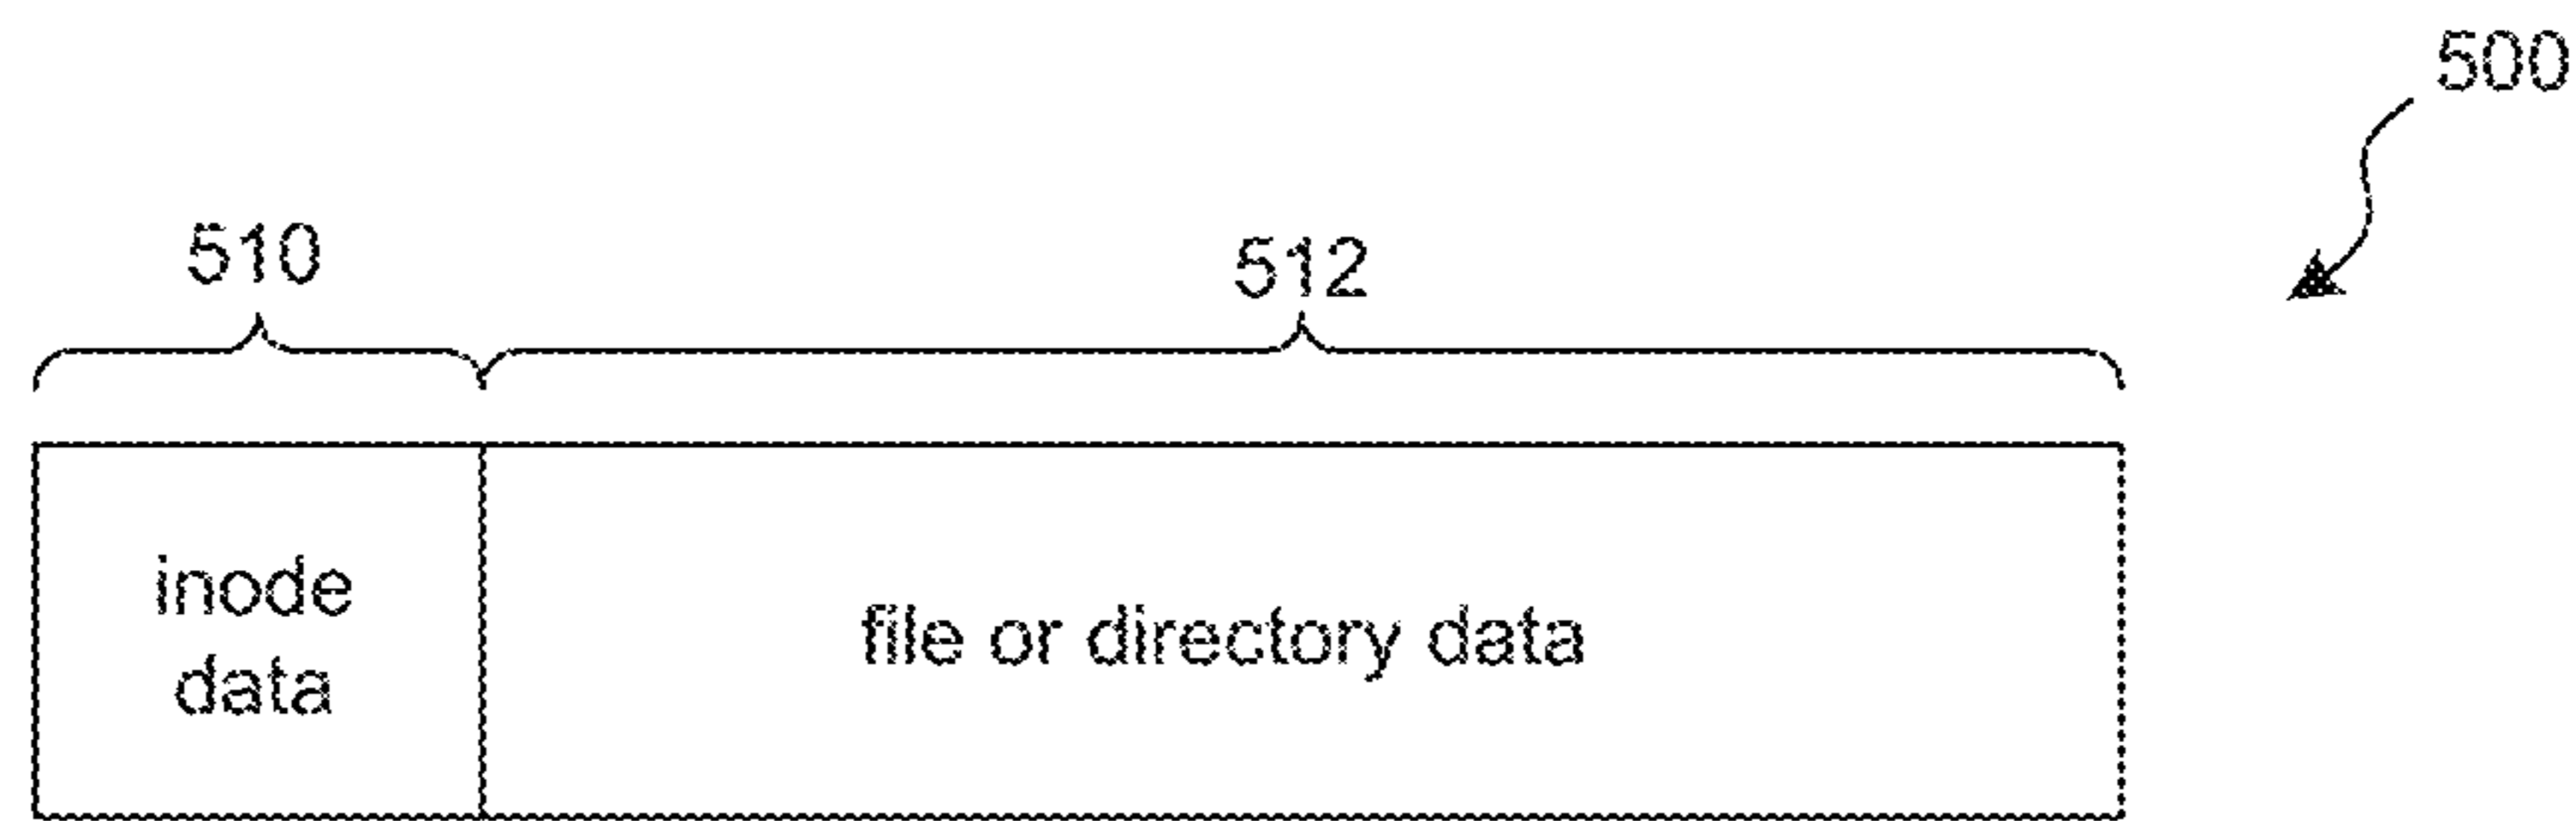 500
510
512
inode
data
file or directory data